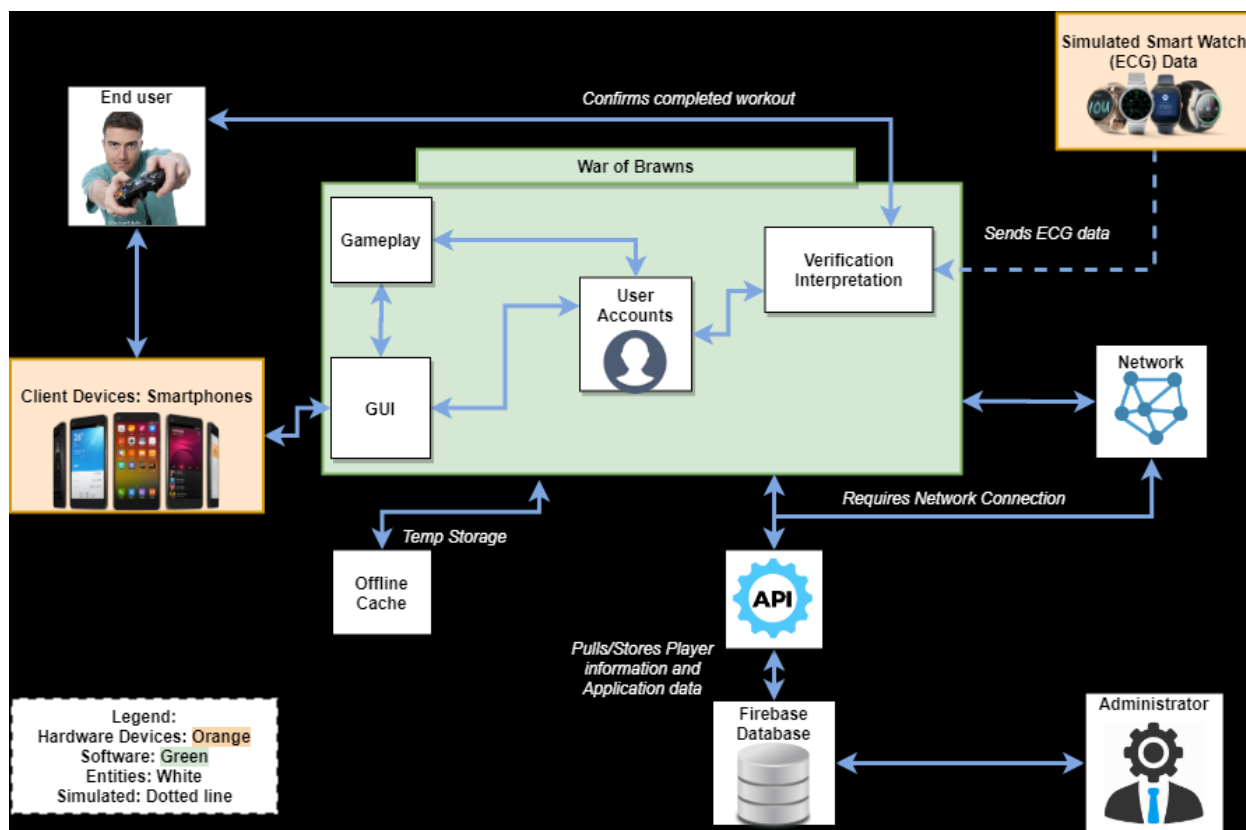 Simulated Smart Watch
(ECG) Data
End user
Confirms completed workout
War of Brawns
Gameplay
Sends ECG data
Verification
Interpretation
User
Accounts
Network
Client Devices: Smartphones
GUI
Requires Network Connection
Temp Storage
Offline
Cache
API
Pulls/Stores Player
information and
Application data
Legend:
Hardware Devices: Orange
Software: Green
Entities: White
Simulated: Dotted line
Firebase
Database
Administrator